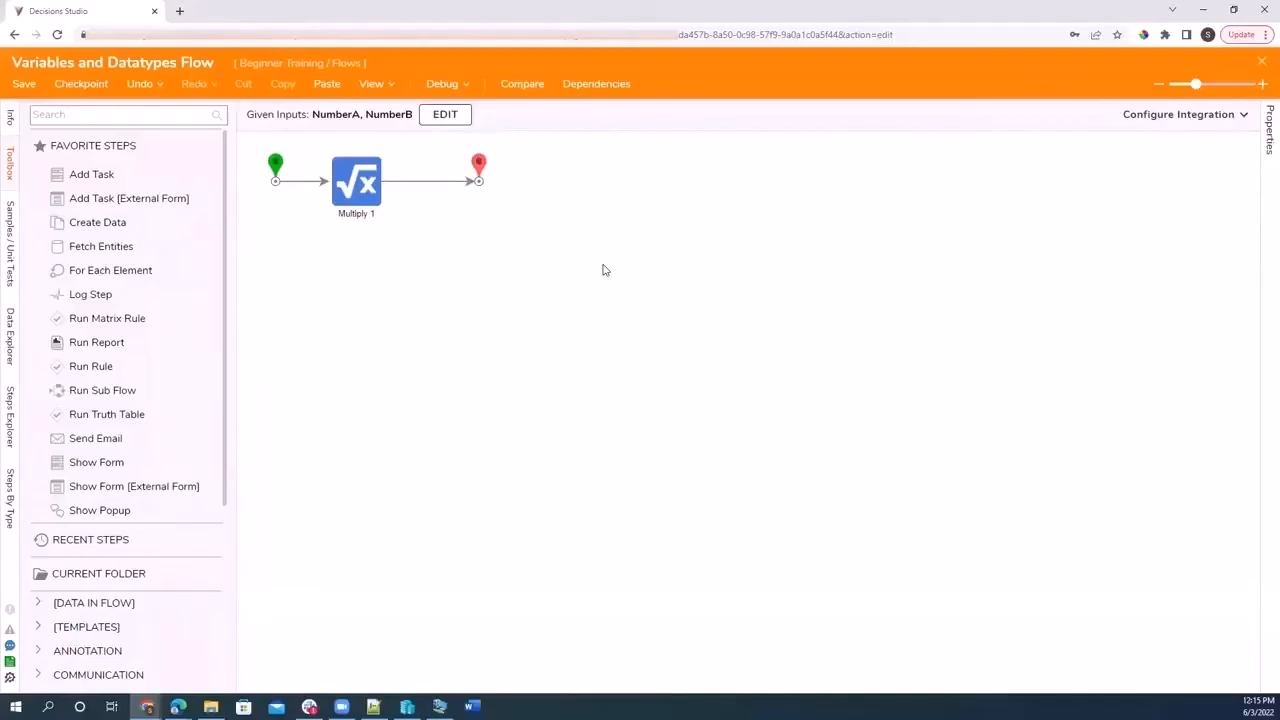 Decisions Studio
da457b-8a50-0c98-57f9-9a0a1c0a5f44&action=edit
S
Update
Variables and Datatypes Flow
[ Beginner Training / Flows ]
Save Checkpoint Undo Redo Cut Copy Paste View Debug Compare Dependencies
Info
Toolbox
Samples / Unit Tests
Data Explorer
Steps Explorer
Steps By Type
Search
FAVORITE STEPS
Add Task
Add Task [External Form]
Create Data
Fetch Entities
For Each Element
Log Step
Run Matrix Rule
Run Report
Run Rule
Run Sub Flow
Run Truth Table
Send Email
Show Form
Show Form [External Form]
Show Popup
RECENT STEPS
CURRENT FOLDER
[DATA IN FLOW]
[TEMPLATES]
ANNOTATION
COMMUNICATION
Given Inputs: NumberA, NumberB EDIT
Configure Integration
Properties
√x
Multiply 1
12:15 PM
6/3/2022